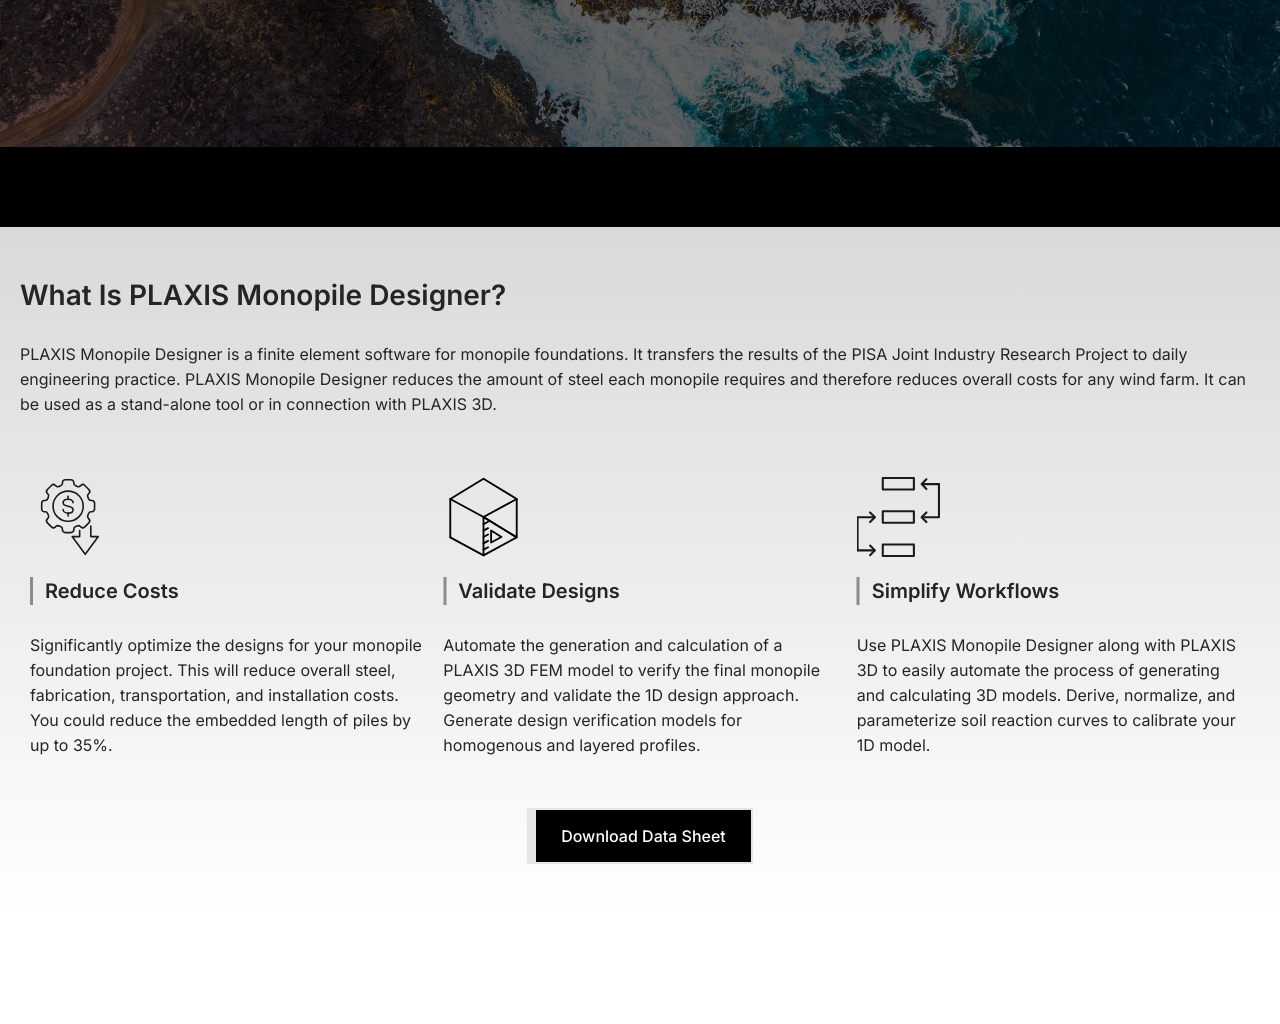 What Is PLAXIS Monopile Designer?
PLAXIS Monopile Designer is a finite element software for monopile foundations. It transfers the results of the PISA Joint Industry Research Project to daily
engineering practice. PLAXIS Monopile Designer reduces the amount of steel each monopile requires and therefore reduces overall costs for any wind farm. It can
be used as a stand-alone tool or in connection with PLAXIS 3D.
$
Reduce Costs
Significantly optimize the designs for your monopile
foundation project. This will reduce overall steel,
fabrication, transportation, and installation costs.
You could reduce the embedded length of piles by
up to 35%.
Validate Designs
Automate the generation and calculation of a
PLAXIS 3D FEM model to verify the final monopile
geometry and validate the 1D design approach.
Generate design verification models for
homogenous and layered profiles.
Simplify Workflows
Use PLAXIS Monopile Designer along with PLAXIS
3D to easily automate the process of generating
and calculating 3D models. Derive, normalize, and
parameterize soil reaction curves to calibrate your
1D model.
Download Data Sheet